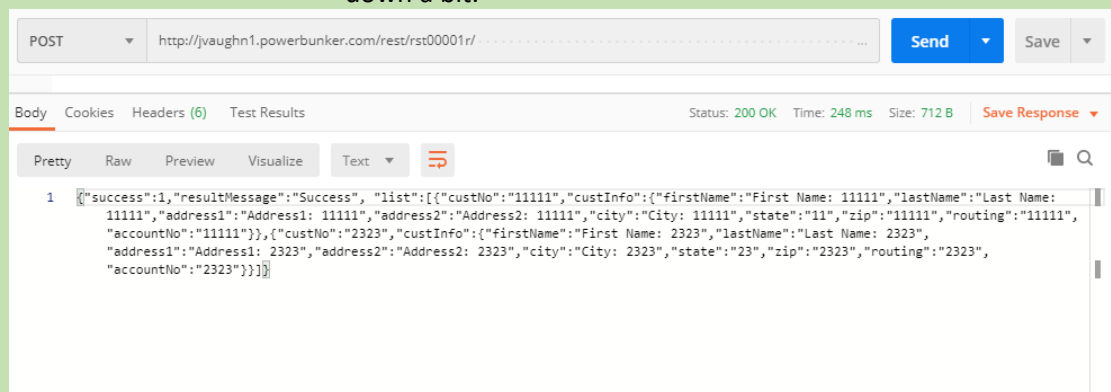 down a bit.
POST http://jvaughn1.powerbunker.com/rest/rst00001r/ ... Send Save
Body Cookies Headers (6) Test Results Status: 200 OK Time: 248 ms Size: 712 B Save Response
Pretty Raw Preview Visualize Text
1 {"success":1,"resultMessage":"Success", "list":[{"custNo":"11111","custInfo":{"firstName":"First Name: 11111","lastName":"Last Name:
11111","address1":"Address1: 11111","address2":"Address2: 11111","city":"City: 11111","state":"11","zip":"11111","routing":"11111",
"accountNo":"11111"}},{"custNo":"2323","custInfo":{"firstName":"First Name: 2323","lastName":"Last Name: 2323",
"address1":"Address1: 2323","address2":"Address2: 2323","city":"City: 2323","state":"23","zip":"2323","routing":"2323",
"accountNo":"2323"}}]}